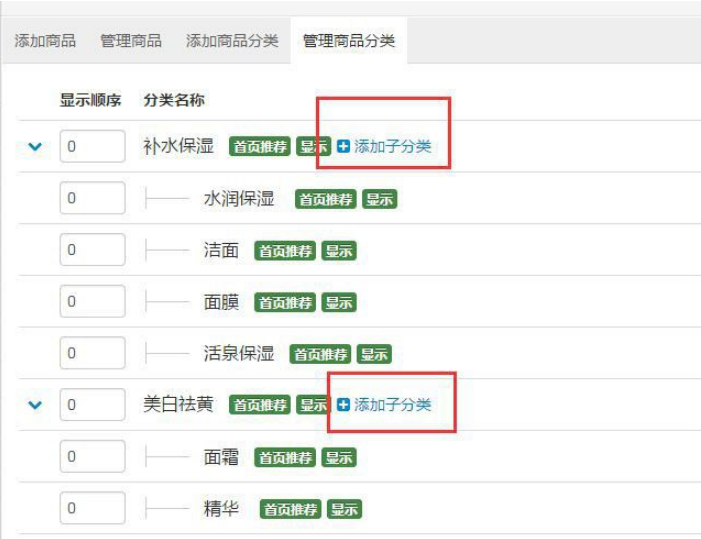 添加商品 管理商品 添加商品分类 管理商品分类
显示顺序 分类名称
0 补水保湿 首页推荐 显示 添加子分类
0 水润保湿 首页推荐 显示
0 洁面 首页推荐 显示
0 面膜 首页推荐 显示
0 活泉保湿 首页推荐 显示
0 美白祛黄 首页推荐 显示 添加子分类
0 面霜 首页推荐 显示
0 精华 首页推荐 显示